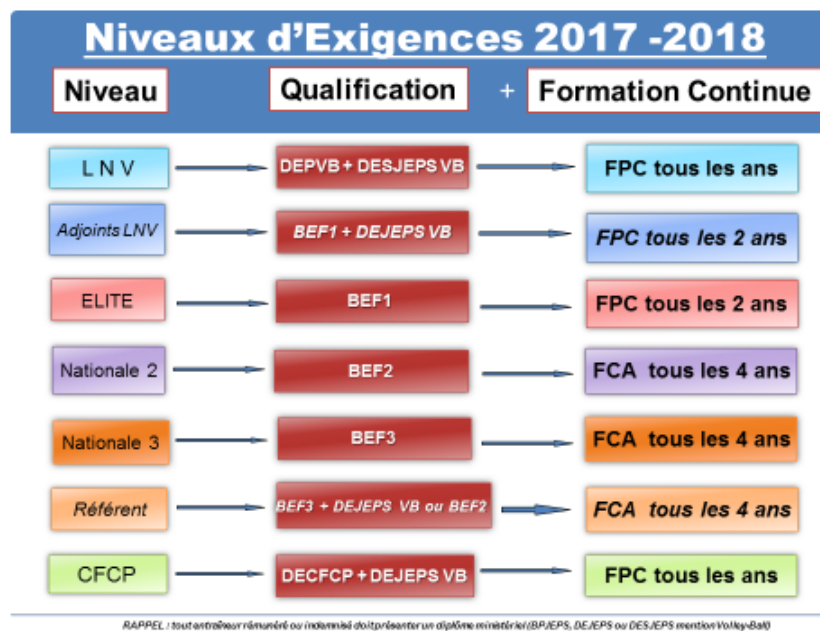 Niveaux d'Exigences 2017 -2018
Niveau Qualification + Formation Continue
L N V DEPVB + DESJEPS VB FPC tous les ans
Adjoints LNV BEF1 + DEJEPS VB FPC tous les 2 ans
ELITE BEF1 FPC tous les 2 ans
Nationale 2 BEF2 FCA tous les 4 ans
Nationale 3 BEF3 FCA tous les 4 ans
Référent BEF3 + DEJEPS VB ou BEF2 FCA tous les 4 ans
CFCP DECFCP + DEJEPS VB FPC tous les ans
RAPPEL : tout entraîneur rémunéré ou indemnisé doit présenter un diplôme ministériel (BPJEPS, DEJEPS ou DESJEPS mention Volley-Ball)